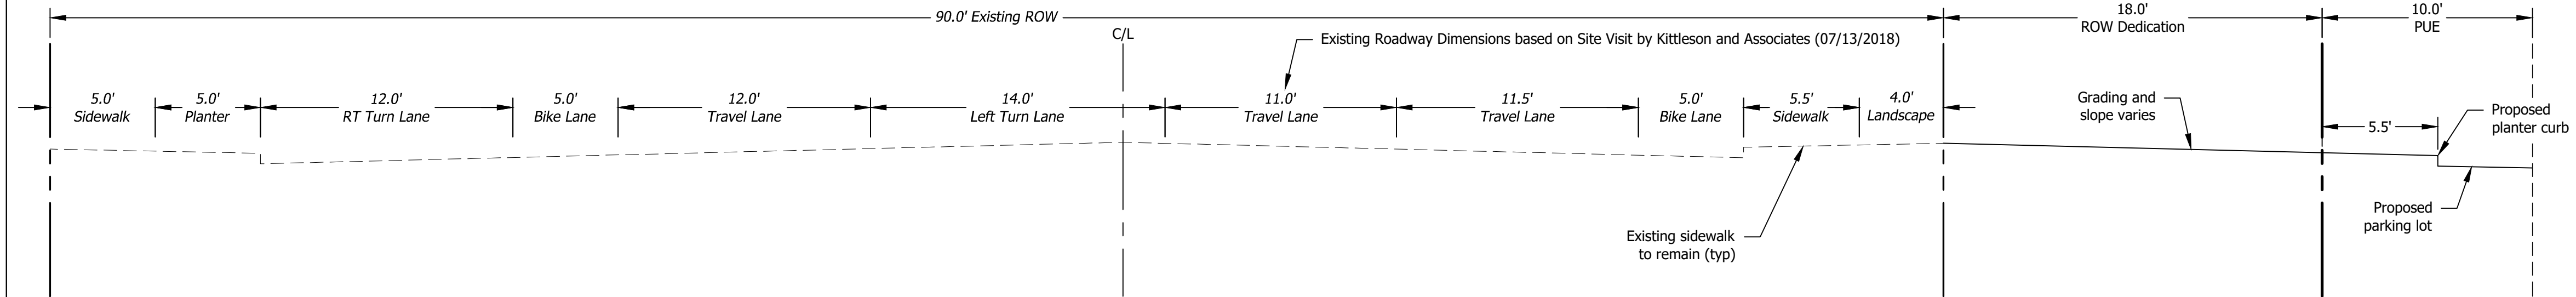 90.0' Existing ROW
18.0'
ROW Dedication
10.0'
PUE
C/L
Existing Roadway Dimensions based on Site Visit by Kittleson and Associates (07/13/2018)
5.0'
Sidewalk
5.0'
Planter
12.0'
RT Turn Lane
5.0'
Bike Lane
12.0'
Travel Lane
14.0'
Left Turn Lane
11.0'
Travel Lane
11.5'
Travel Lane
5.0'
Bike Lane
5.5'
Sidewalk
4.0'
Landscape
Grading and
slope varies
5.5'
Proposed
planter curb
Existing sidewalk
to remain (typ)
Proposed
parking lot